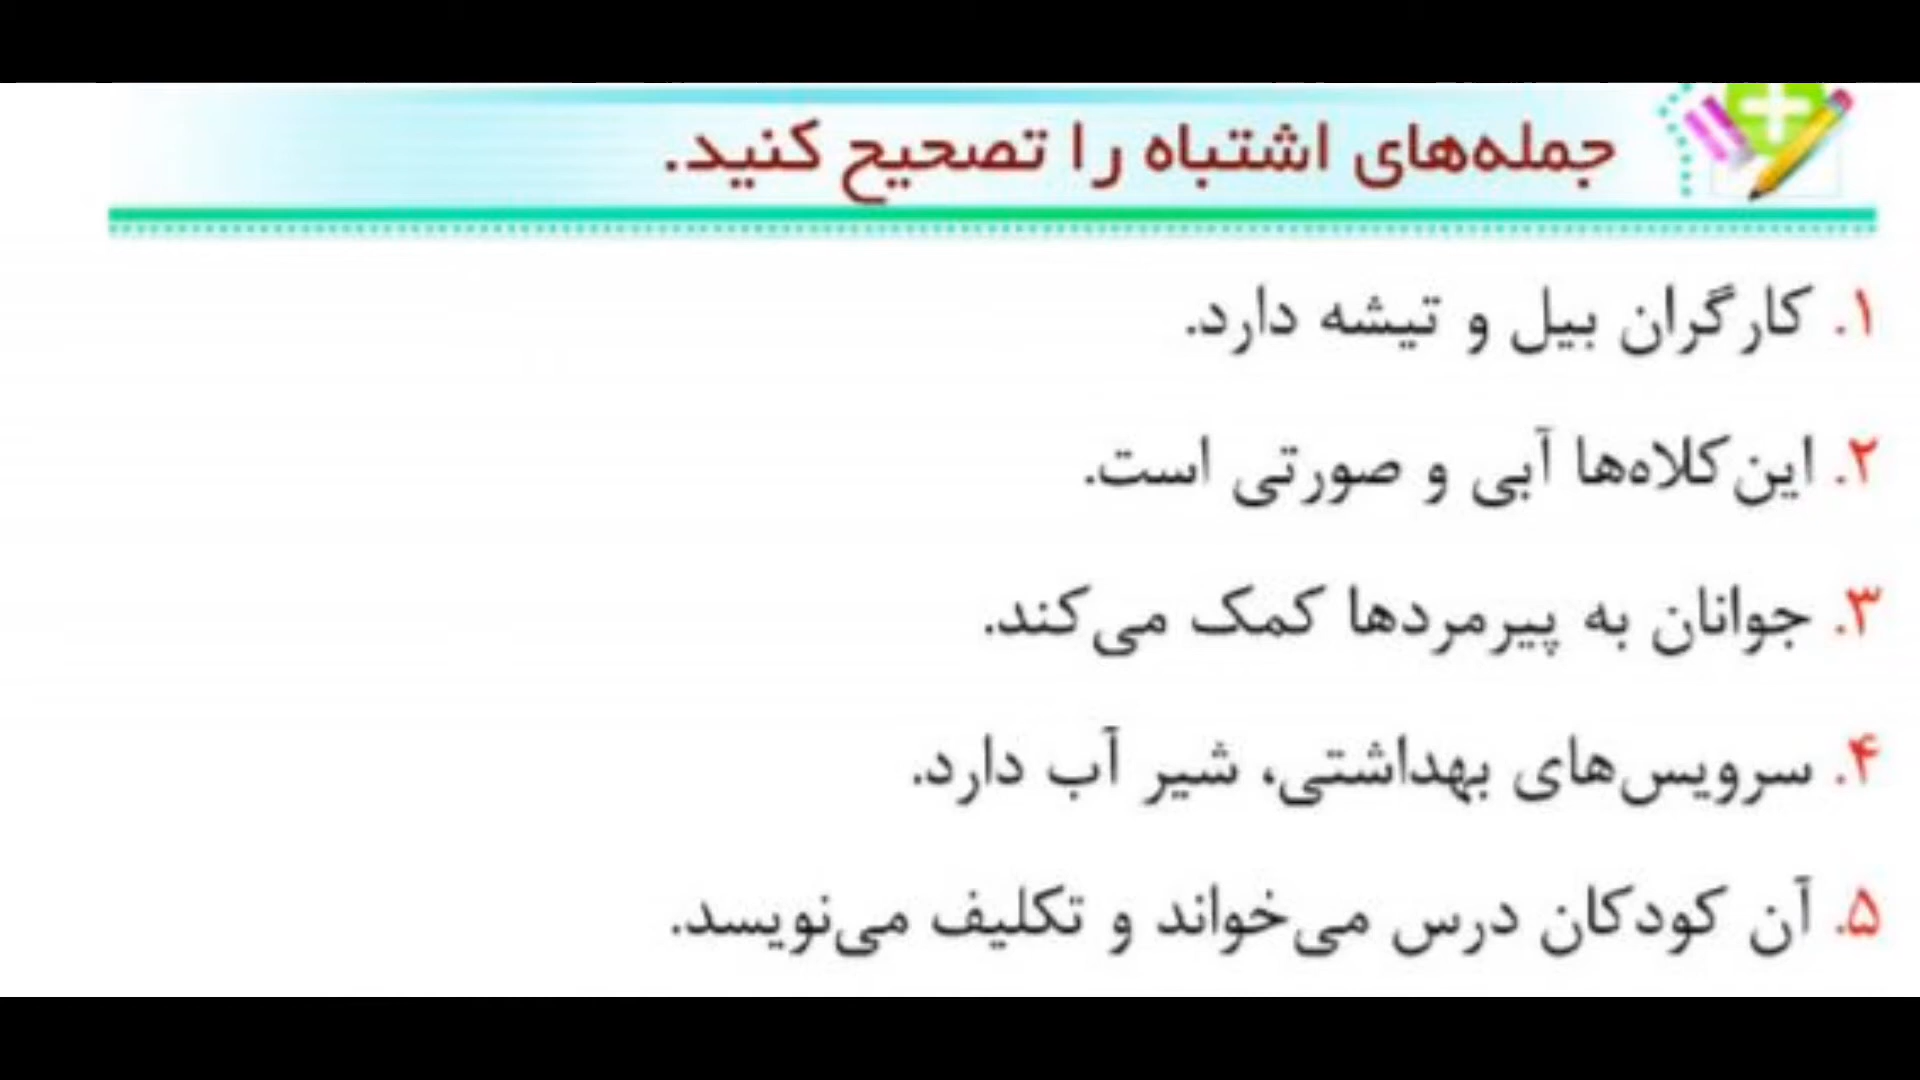 جمله‌های اشتباه را تصحیح کنید.
۱. کارگران بیل و تیشه دارد.
۲. این کلاه‌ها آبی و صورتی است.
۳. جوانان به پیرمردها کمک می‌کند.
۴. سرویس‌های بهداشتی، شیر آب دارد.
۵. آن کودکان درس می‌خواند و تکلیف می‌نویسد.